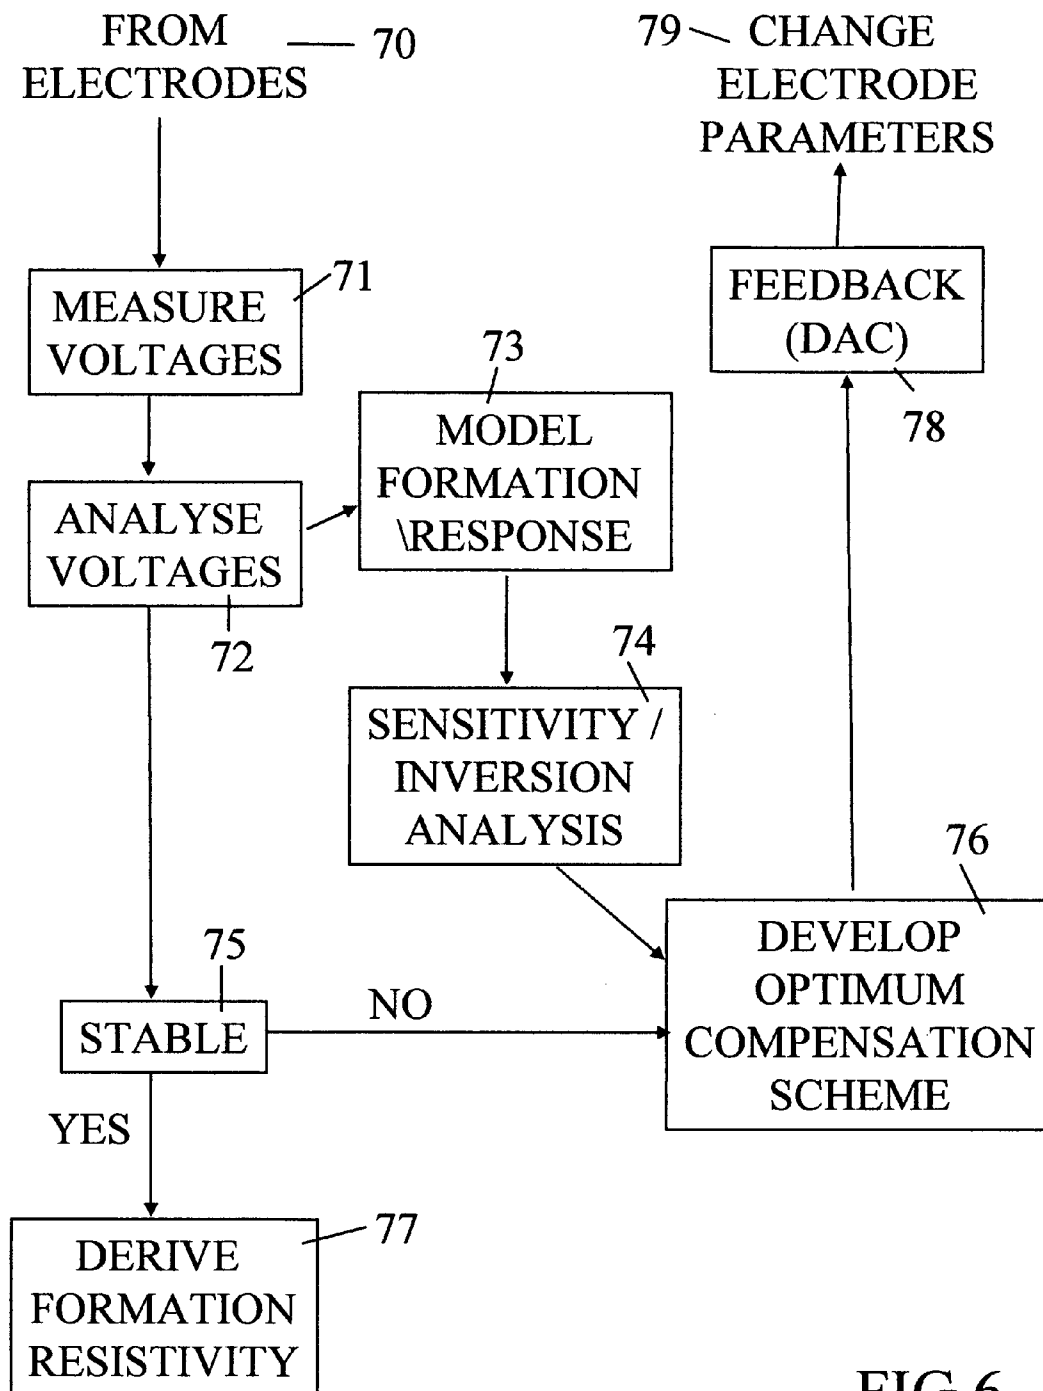 FROM
ELECTRODES
70
79
CHANGE
ELECTRODE
PARAMETERS
MEASURE
VOLTAGES
71
FEEDBACK
(DAC)
78
73
MODEL
FORMATION
\RESPONSE
ANALYSE
VOLTAGES
72
74
SENSITIVITY /
INVERSION
ANALYSIS
76
DEVELOP
OPTIMUM
COMPENSATION
SCHEME
75
STABLE
NO
YES
77
DERIVE
FORMATION
RESISTIVITY
FIG 6